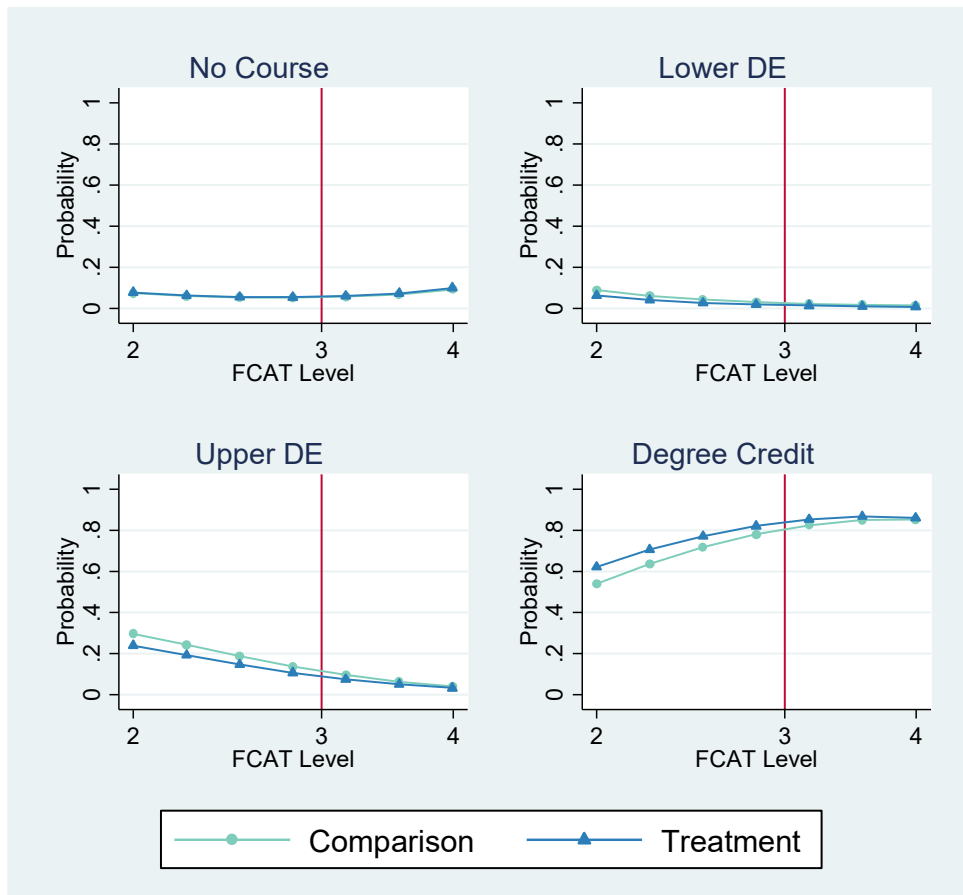 No Course
Probability
0 .2 .4 .6 .8 1
2 3 4
FCAT Level
Lower DE
Probability
0 .2 .4 .6 .8 1
2 3 4
FCAT Level
Upper DE
Probability
0 .2 .4 .6 .8 1
2 3 4
FCAT Level
Degree Credit
Probability
0 .2 .4 .6 .8 1
2 3 4
FCAT Level
Comparison Treatment